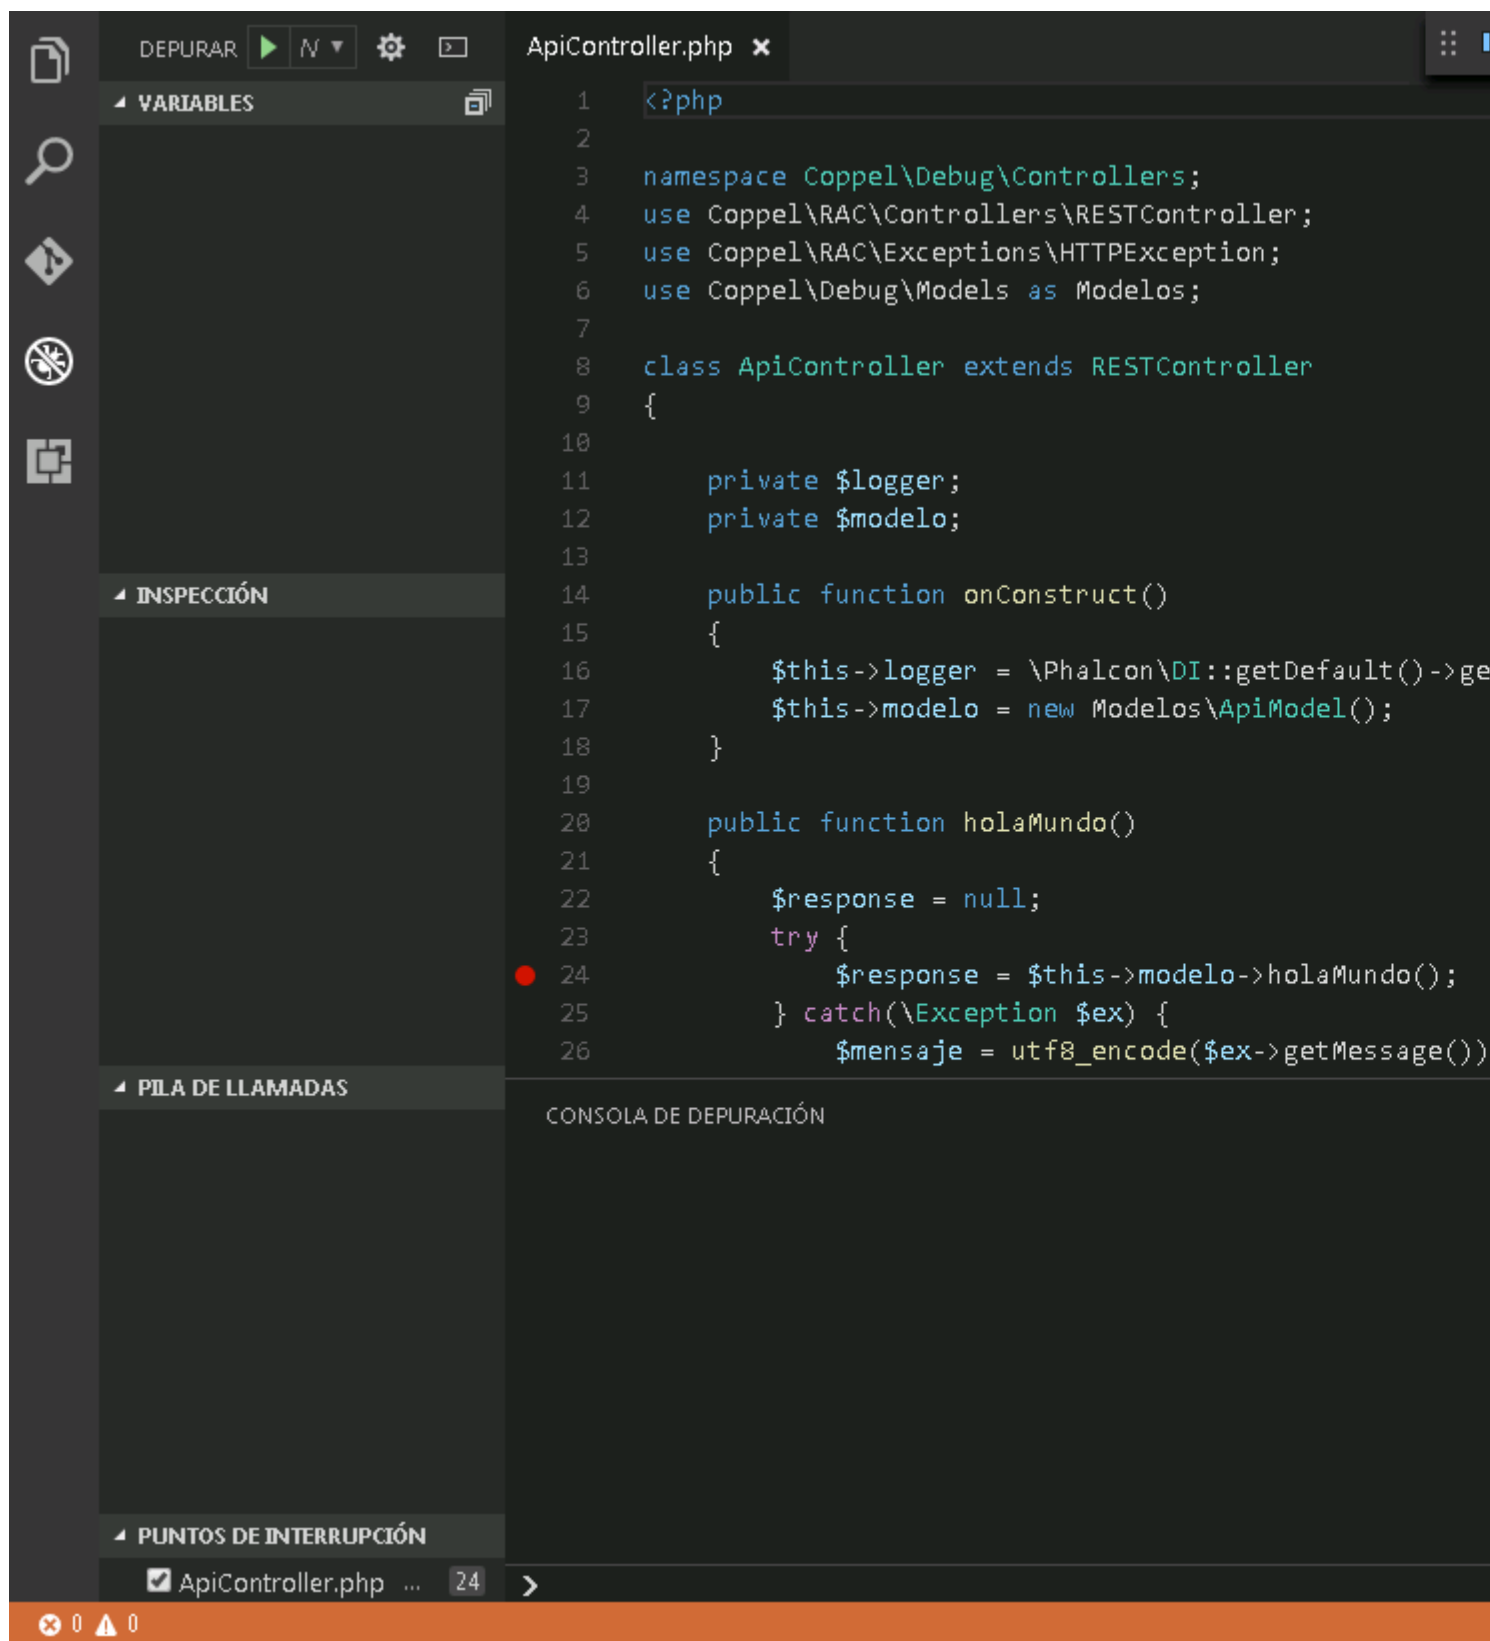 DEPURAR N
VARIABLES
INSPECCIÓN
PILA DE LLAMADAS
PUNTOS DE INTERRUPCIÓN
ApiController.php ... 24
0 0
ApiController.php
1 <?php
2
3 namespace Coppel\Debug\Controllers;
4 use Coppel\RAC\Controllers\RESTController;
5 use Coppel\RAC\Exceptions\HTTPException;
6 use Coppel\Debug\Models as Modelos;
7
8 class ApiController extends RESTController
9 {
10
11 private $logger;
12 private $modelo;
13
14 public function onConstruct()
15 {
16 $this->logger = \Phalcon\DI::getDefault()->ge
17 $this->modelo = new Modelos\ApiModel();
18 }
19
20 public function holaMundo()
21 {
22 $response = null;
23 try {
24 $response = $this->modelo->holaMundo();
25 } catch(\Exception $ex) {
26 $mensaje = utf8_encode($ex->getMessage())
CONSOLA DE DEPURACIÓN